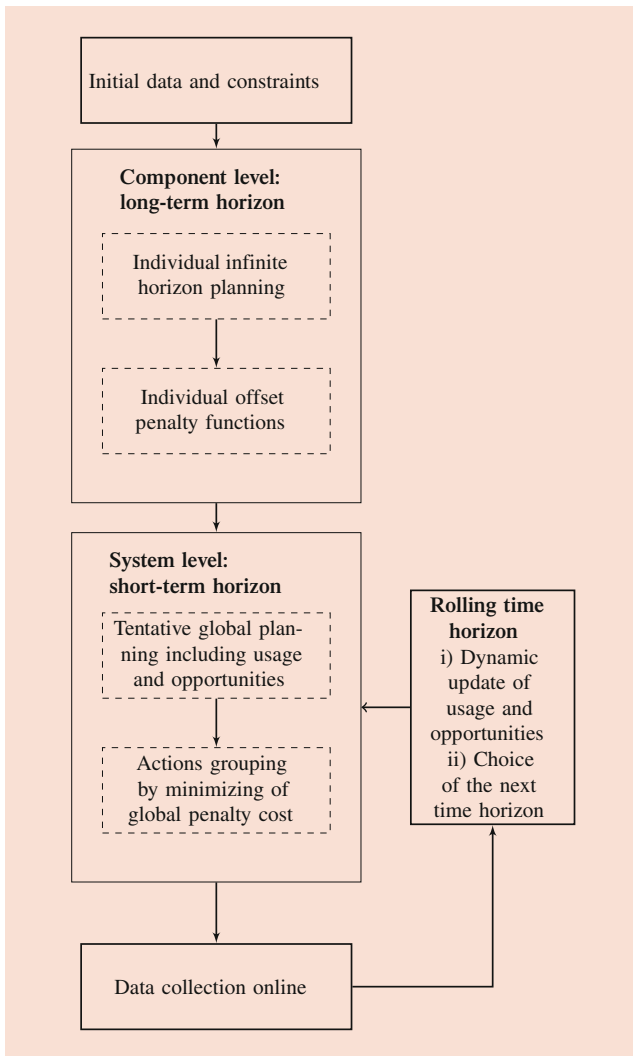 Initial data and constraints
Component level:
long-term horizon
Individual infinite
horizon planning
Individual offset
penalty functions
System level:
short-term horizon
Tentative global plan-
ning including usage
and opportunities
Actions grouping
by minimizing of
global penalty cost
Rolling time
horizon
i) Dynamic
update of
usage and
opportunities
ii) Choice
of the next
time horizon
Data collection online